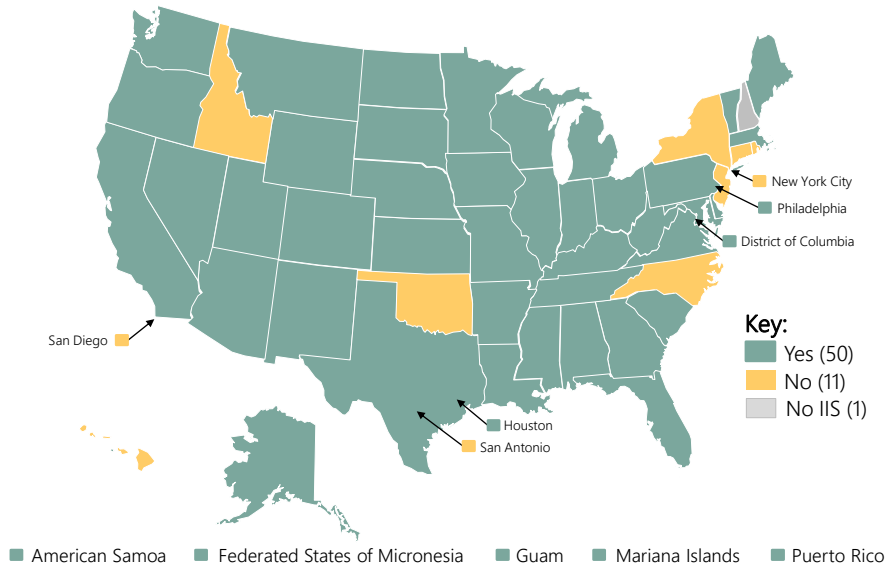 New York City
Philadelphia
District of Columbia
San Diego
Key:
Yes (50)
No (11)
No IIS (1)
Houston
San Antonio
American Samoa
Federated States of Micronesia
Guam
Mariana Islands
Puerto Rico